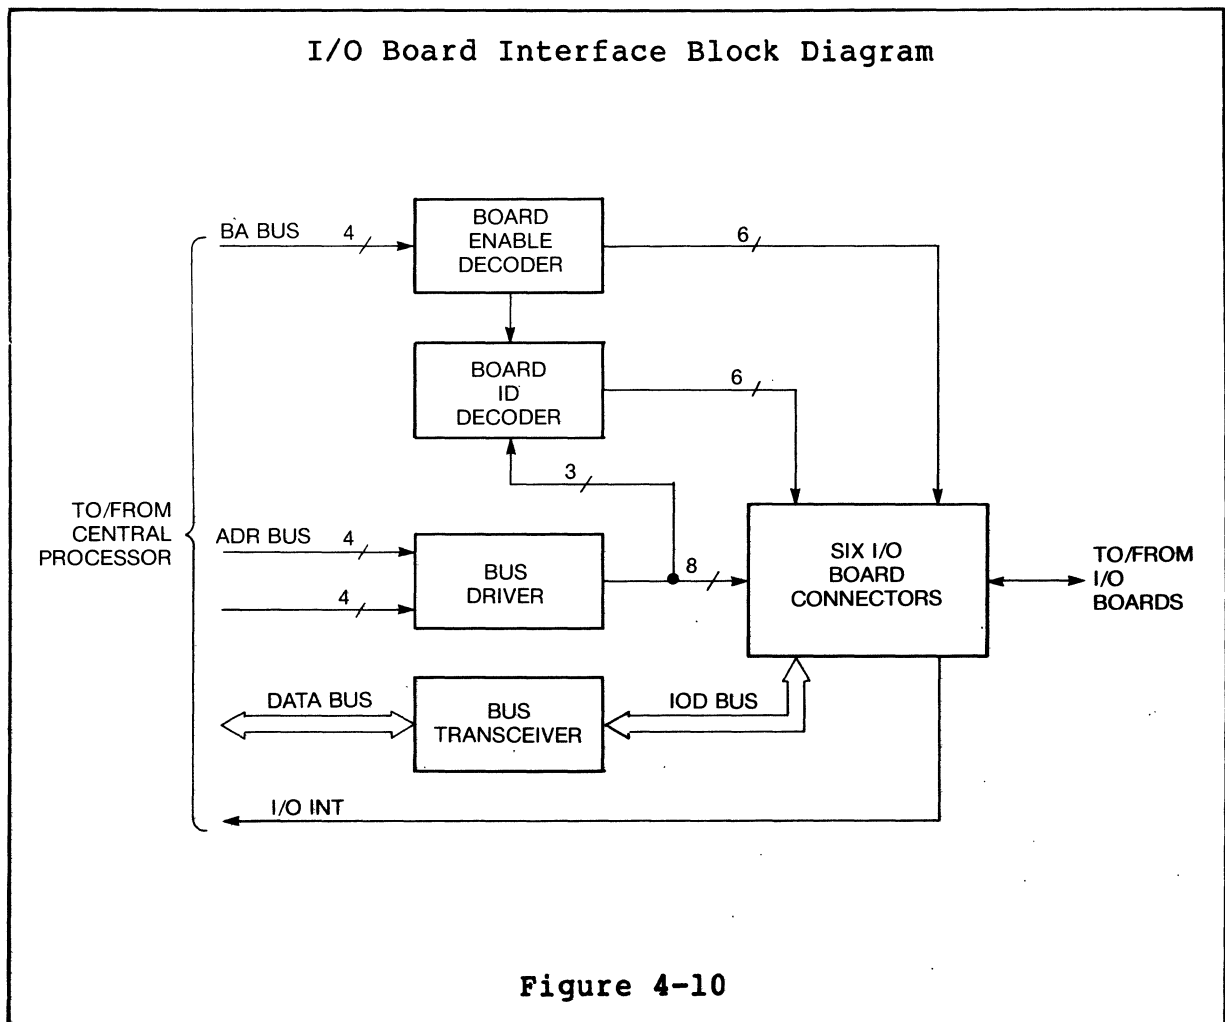 I/O Board Interface Block Diagram
BA BUS
4
BOARD
ENABLE
DECODER
6
BOARD
ID
DECODER
6
3
TO/FROM
CENTRAL
PROCESSOR
ADR BUS
4
4
BUS
DRIVER
8
SIX I/O
BOARD
CONNECTORS
TO/FROM
I/O
BOARDS
DATA BUS
BUS
TRANSCEIVER
IOD BUS
I/O INT
Figure 4-10